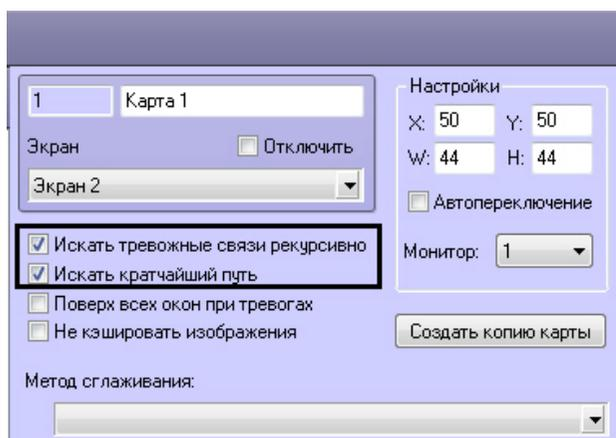 1 Карта 1
Экран Отключить
Экран 2
Искать тревожные связи рекурсивно
Искать кратчайший путь
Поверх всех окон при тревогах
Не кэшировать изображения
Метод сглаживания:
Настройки
X: 50 Y: 50
W: 44 H: 44
Автопереключение
Монитор: 1
Создать копию карты